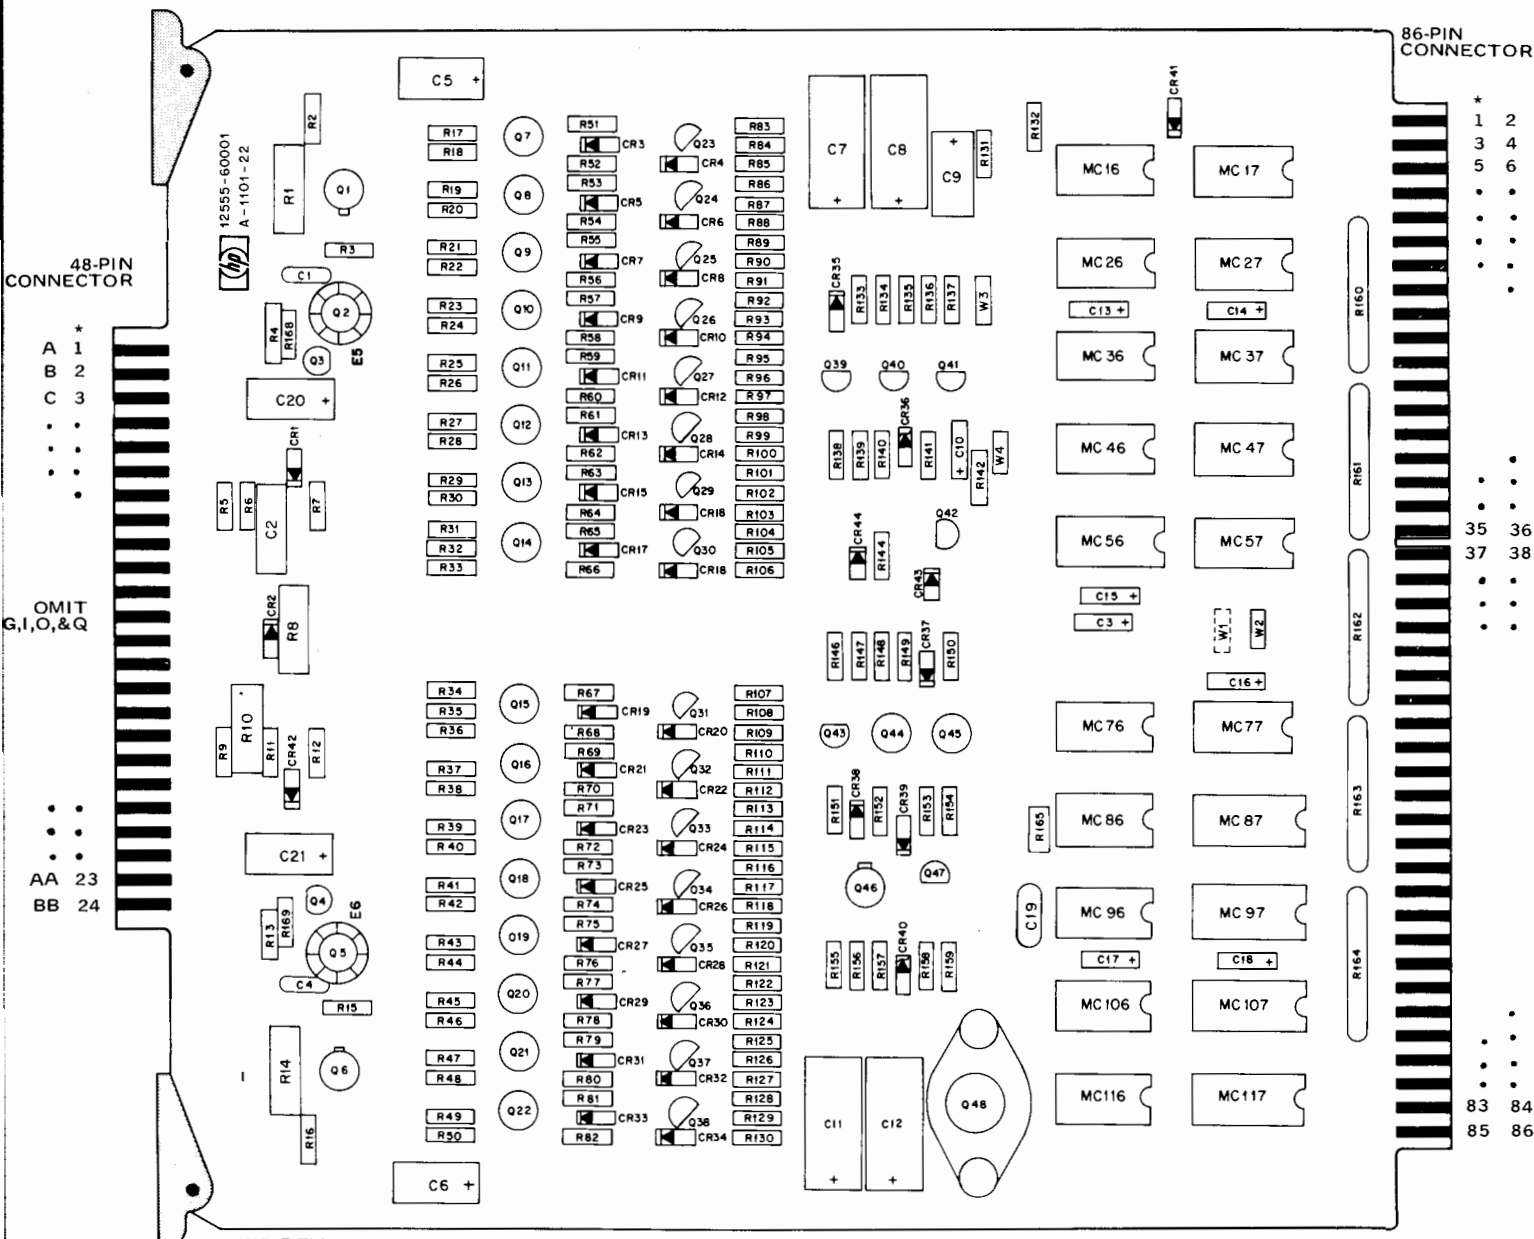 86-PIN
CONNECTOR
48-PIN
CONNECTOR
*
A 1
B 2
C 3
OMIT
G,I,O,&Q
AA 23
BB 24
*
1 2
3 4
5 6
35 36
37 38
83 84
85 86
hp
12555-60001
A-1101-22
R2
R1
Q1
R3
C1
Q2
E5
R4
R168
Q3
C20
CR1
R5
R6
C2
R7
CR2
R8
R10
R9
R11
CR42
R12
C21
Q4
E6
R13
R169
Q5
C4
R15
R14
Q6
R16
C5
R17
R18
R19
R20
R21
R22
R23
R24
R25
R26
R27
R28
R29
R30
R31
R32
R33
R34
R35
R36
R37
R38
R39
R40
R41
R42
R43
R44
R45
R46
R47
R48
R49
R50
C6
Q7
Q8
Q9
Q10
Q11
Q12
Q13
Q14
Q15
Q16
Q17
Q18
Q19
Q20
Q21
Q22
R51
CR3
R52
R53
CR5
R54
R55
CR7
R56
R57
CR9
R58
R59
CR11
R60
R61
CR13
R62
R63
CR15
R64
R65
CR17
R66
R67
CR19
R68
R69
CR21
R70
R71
CR23
R72
R73
CR25
R74
R75
CR27
R76
R77
CR29
R78
R79
CR31
R80
R81
CR33
R82
Q23
CR4
Q24
CR6
Q25
CR8
Q26
CR10
Q27
CR12
Q28
CR14
Q29
CR18
Q30
CR18
Q31
CR20
Q32
CR22
Q33
CR24
Q34
CR26
Q35
CR28
Q36
CR30
Q37
CR32
Q38
CR34
R83
R84
R85
R86
R87
R88
R89
R90
R91
R92
R93
R94
R95
R96
R97
R98
R99
R100
R101
R102
R103
R104
R105
R106
R107
R108
R109
R110
R111
R112
R113
R114
R115
R116
R117
R118
R119
R120
R121
R122
R123
R124
R125
R126
R127
R128
R129
R130
C7 +
C8 +
C9 +
R131
R132
CR41
CR35
R133
R134
R135
R136
R137
W3
Q39
Q40
Q41
R138
R139
R140
CR36
R141
C10 +
R142
W4
CR44
R144
Q42
CR43
R146
R147
R148
R149
CR37
R150
Q43
Q44
Q45
R151
CR38
R152
CR39
R153
R154
R165
Q46
Q47
C19
R155
R156
R157
CR40
R158
R159
C11 +
C12 +
Q48
MC16
MC17
MC26
MC27
C13 +
C14 +
MC36
MC37
MC46
MC47
MC56
MC57
C15 +
C3 +
W1
W2
C16 +
MC76
MC77
MC86
MC87
MC96
MC97
C17 +
C18 +
MC106
MC107
MC116
MC117
R160
R161
R162
R163
R164